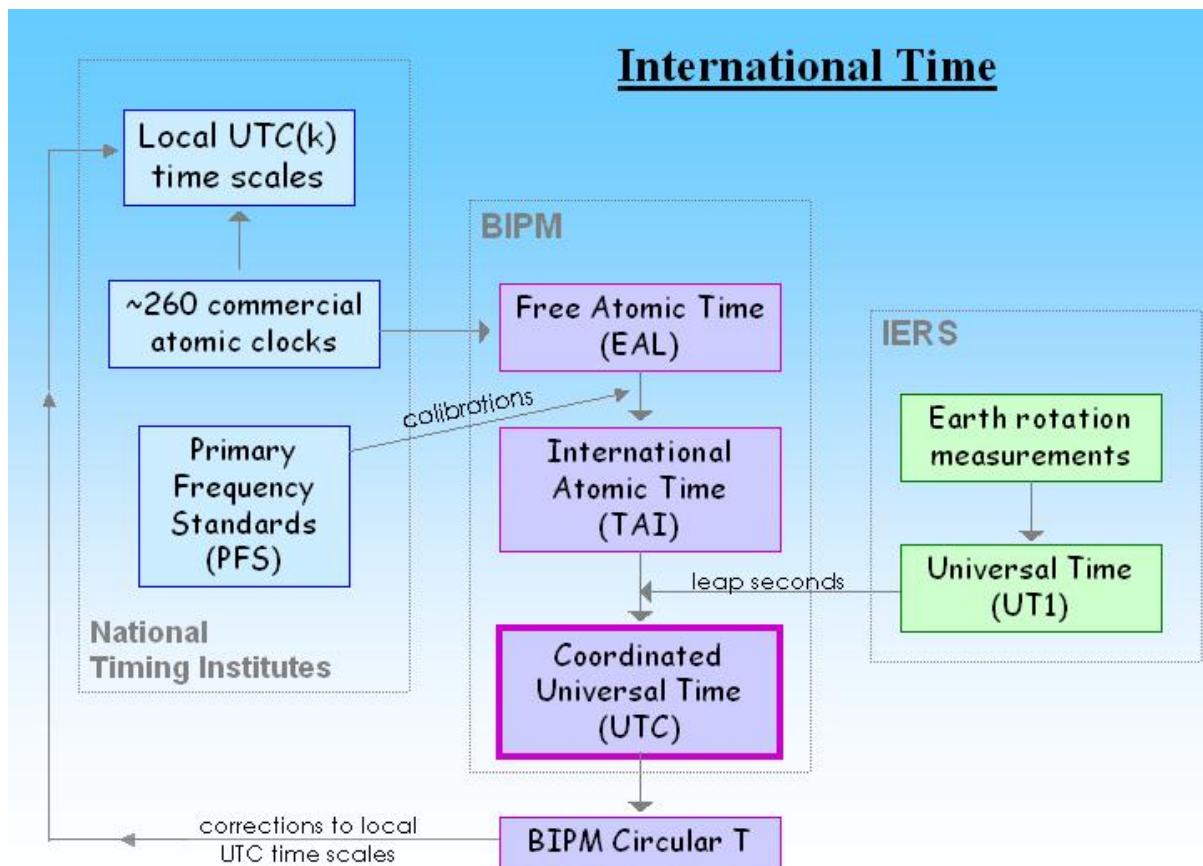 International Time
Local UTC(k)
time scales
~260 commercial
atomic clocks
Primary
Frequency
Standards
(PFS)
National
Timing Institutes
calibrations
BIPM
Free Atomic Time
(EAL)
International
Atomic Time
(TAI)
Coordinated
Universal Time
(UTC)
leap seconds
IERS
Earth rotation
measurements
Universal Time
(UT1)
corrections to local
UTC time scales
BIPM Circular T